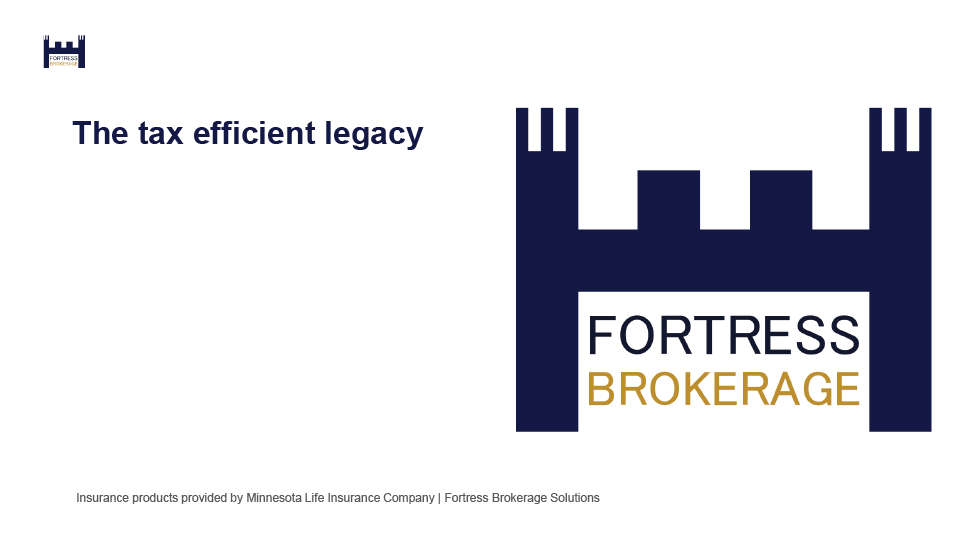 FORTRESS
BROKERAGE
The tax efficient legacy
FORTRESS
BROKERAGE
Insurance products provided by Minnesota Life Insurance Company | Fortress Brokerage Solutions